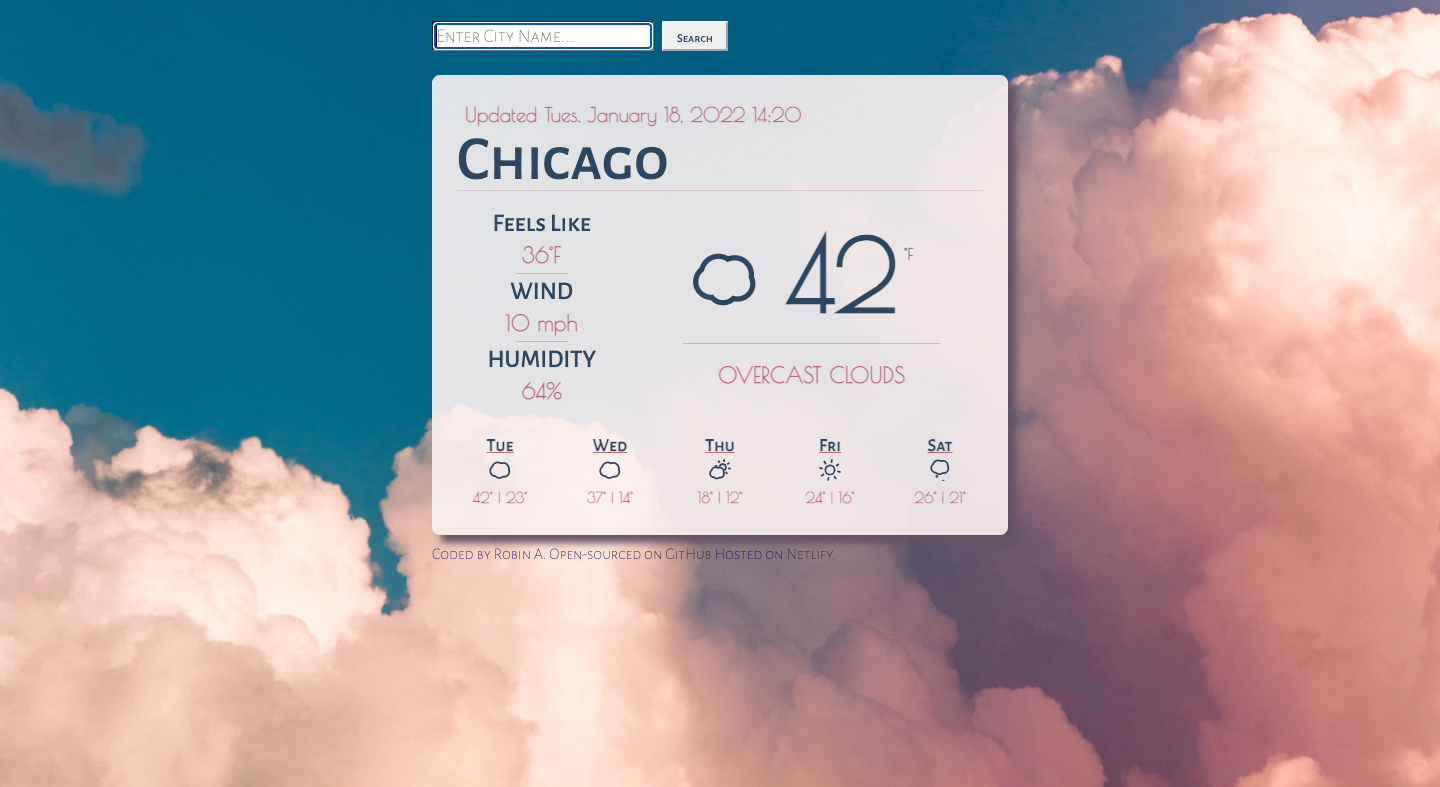 Enter City Name...
Search
Updated Tues. January 18, 2022 14:20
Chicago
Feels Like
36°F
WIND
10 mph
HUMIDITY
64%
42 °F
OVERCAST CLOUDS
Tue Wed Thu Fri Sat
42° | 23° 37° | 14° 18° | 12° 24° | 16° 26° | 21°
Coded by Robin A. Open-sourced on GitHub Hosted on Netlify.